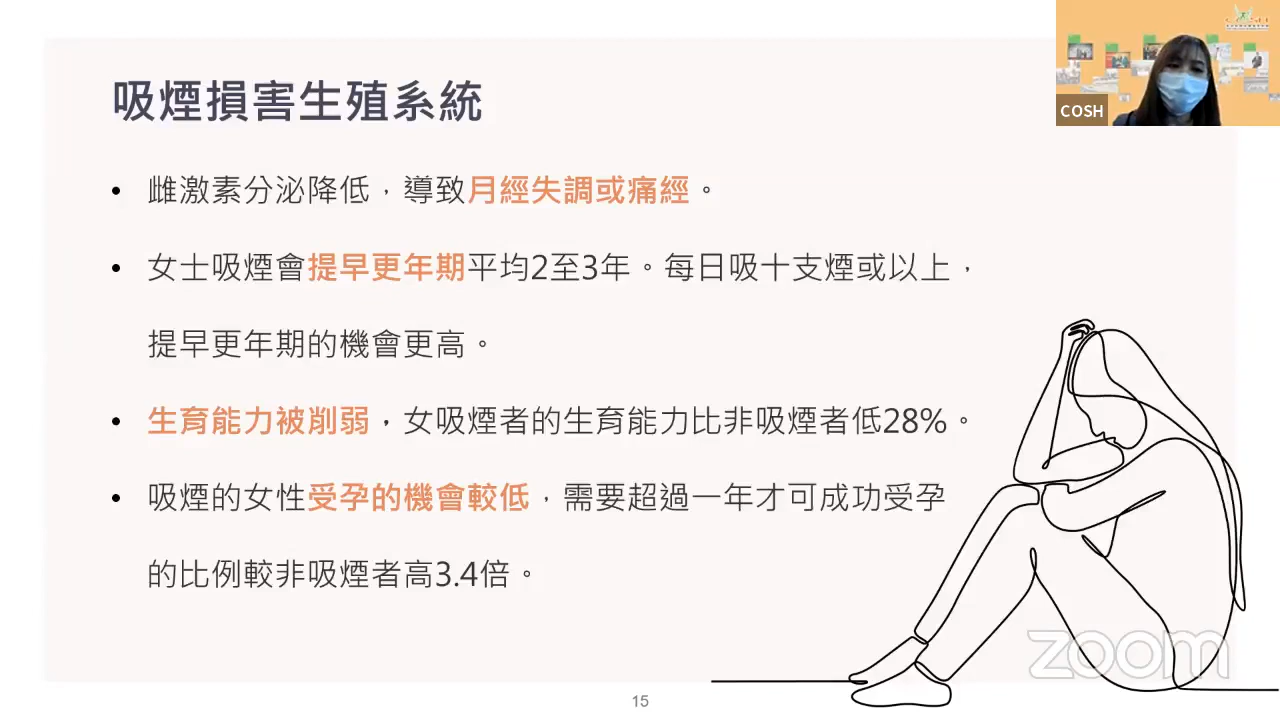 吸煙損害生殖系統
COSH
• 雌激素分泌降低，導致月經失調或痛經。
• 女士吸煙會提早更年期平均2至3年。每日吸十支煙或以上，
提早更年期的機會更高。
• 生育能力被削弱，女吸煙者的生育能力比非吸煙者低28%。
• 吸煙的女性受孕的機會較低，需要超過一年才可成功受孕
的比例較非吸煙者高3.4倍。
zoom
15